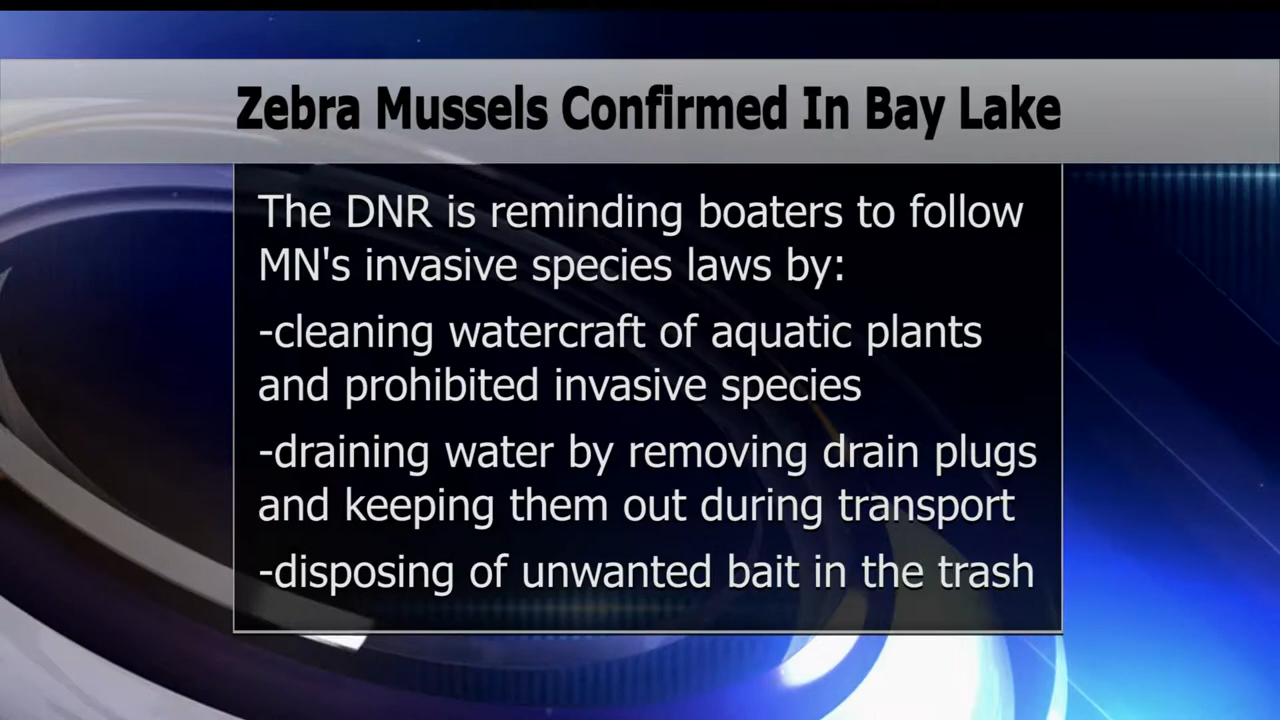 Zebra Mussels Confirmed In Bay Lake
The DNR is reminding boaters to follow
MN's invasive species laws by:
-cleaning watercraft of aquatic plants
and prohibited invasive species
-draining water by removing drain plugs
and keeping them out during transport
-disposing of unwanted bait in the trash